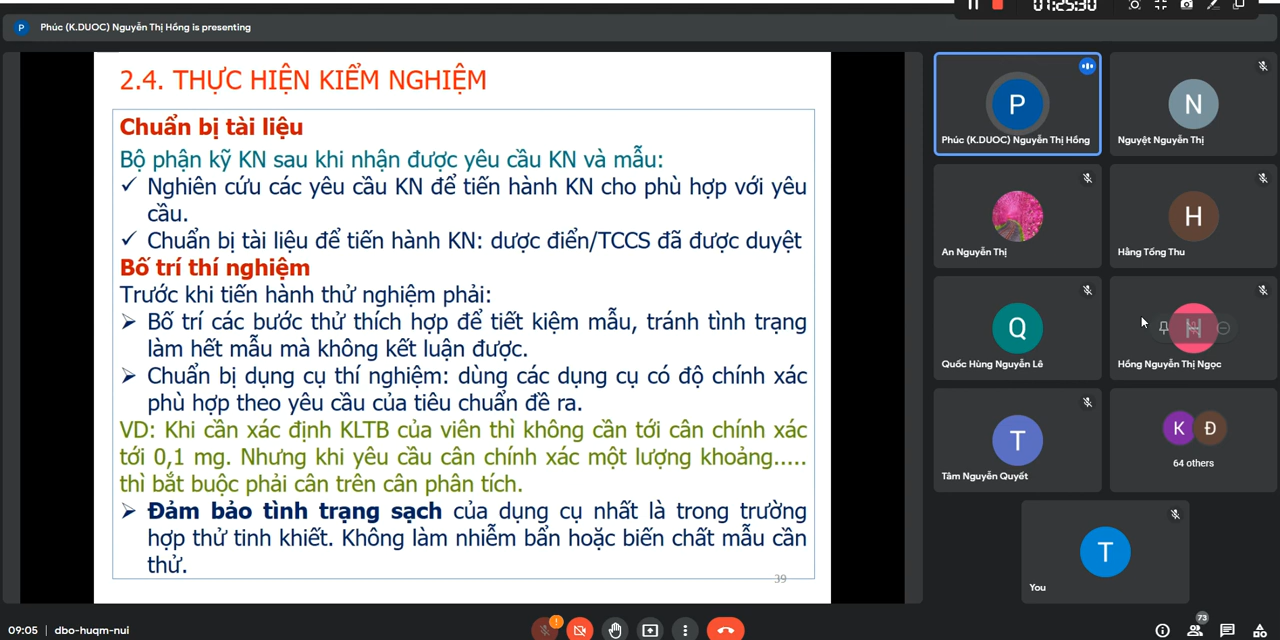 01:25:30
P
Phúc (K.DUOC) Nguyễn Thị Hồng is presenting
2.4. THỰC HIỆN KIỂM NGHIỆM
Chuẩn bị tài liệu
Bộ phận kỹ KN sau khi nhận được yêu cầu KN và mẫu:
✓ Nghiên cứu các yêu cầu KN để tiến hành KN cho phù hợp với yêu
cầu.
✓ Chuẩn bị tài liệu để tiến hành KN: dược điển/TCCS đã được duyệt
Bố trí thí nghiệm
Trước khi tiến hành thử nghiệm phải:
➢ Bố trí các bước thử thích hợp để tiết kiệm mẫu, tránh tình trạng
làm hết mẫu mà không kết luận được.
➢ Chuẩn bị dụng cụ thí nghiệm: dùng các dụng cụ có độ chính xác
phù hợp theo yêu cầu của tiêu chuẩn đề ra.
VD: Khi cần xác định KLTB của viên thì không cần tới cân chính xác
tới 0,1 mg. Nhưng khi yêu cầu cân chính xác một lượng khoảng.....
thì bắt buộc phải cân trên cân phân tích.
➢ Đảm bảo tình trạng sạch của dụng cụ nhất là trong trường
hợp thử tinh khiết. Không làm nhiễm bẩn hoặc biến chất mẫu cần
thử.
39
P
Phúc (K.DUOC) Nguyễn Thị Hồng
N
Nguyệt Nguyễn Thị
An Nguyễn Thị
H
Hằng Tống Thu
Q
Quốc Hùng Nguyễn Lê
H
Hồng Nguyễn Thị Ngọc
T
Tâm Nguyễn Quyết
K
Đ
64 others
T
You
09:05 | dbo-huqm-nui
!
73